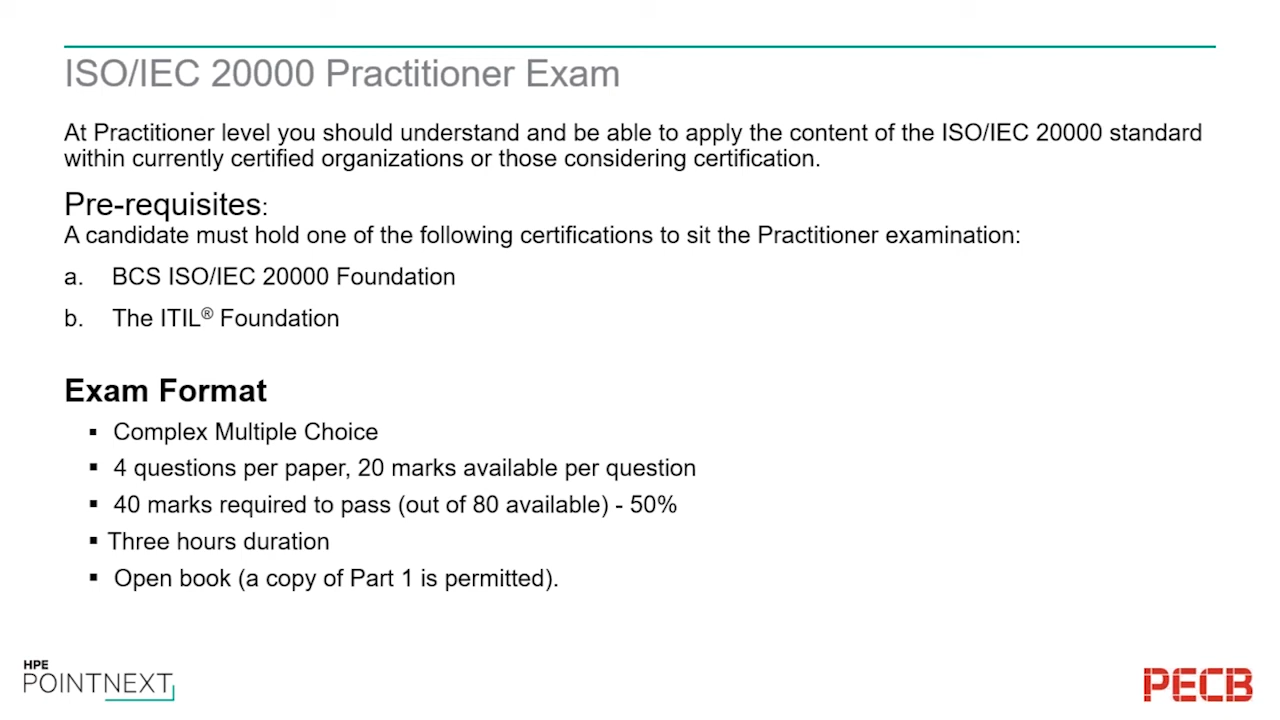 ISO/IEC 20000 Practitioner Exam
At Practitioner level you should understand and be able to apply the content of the ISO/IEC 20000 standard
within currently certified organizations or those considering certification.
Pre-requisites:
A candidate must hold one of the following certifications to sit the Practitioner examination:
a. BCS ISO/IEC 20000 Foundation
b. The ITIL® Foundation
Exam Format
▪ Complex Multiple Choice
▪ 4 questions per paper, 20 marks available per question
▪ 40 marks required to pass (out of 80 available) - 50%
▪ Three hours duration
▪ Open book (a copy of Part 1 is permitted).
HPE
POINTNEXT
PECB